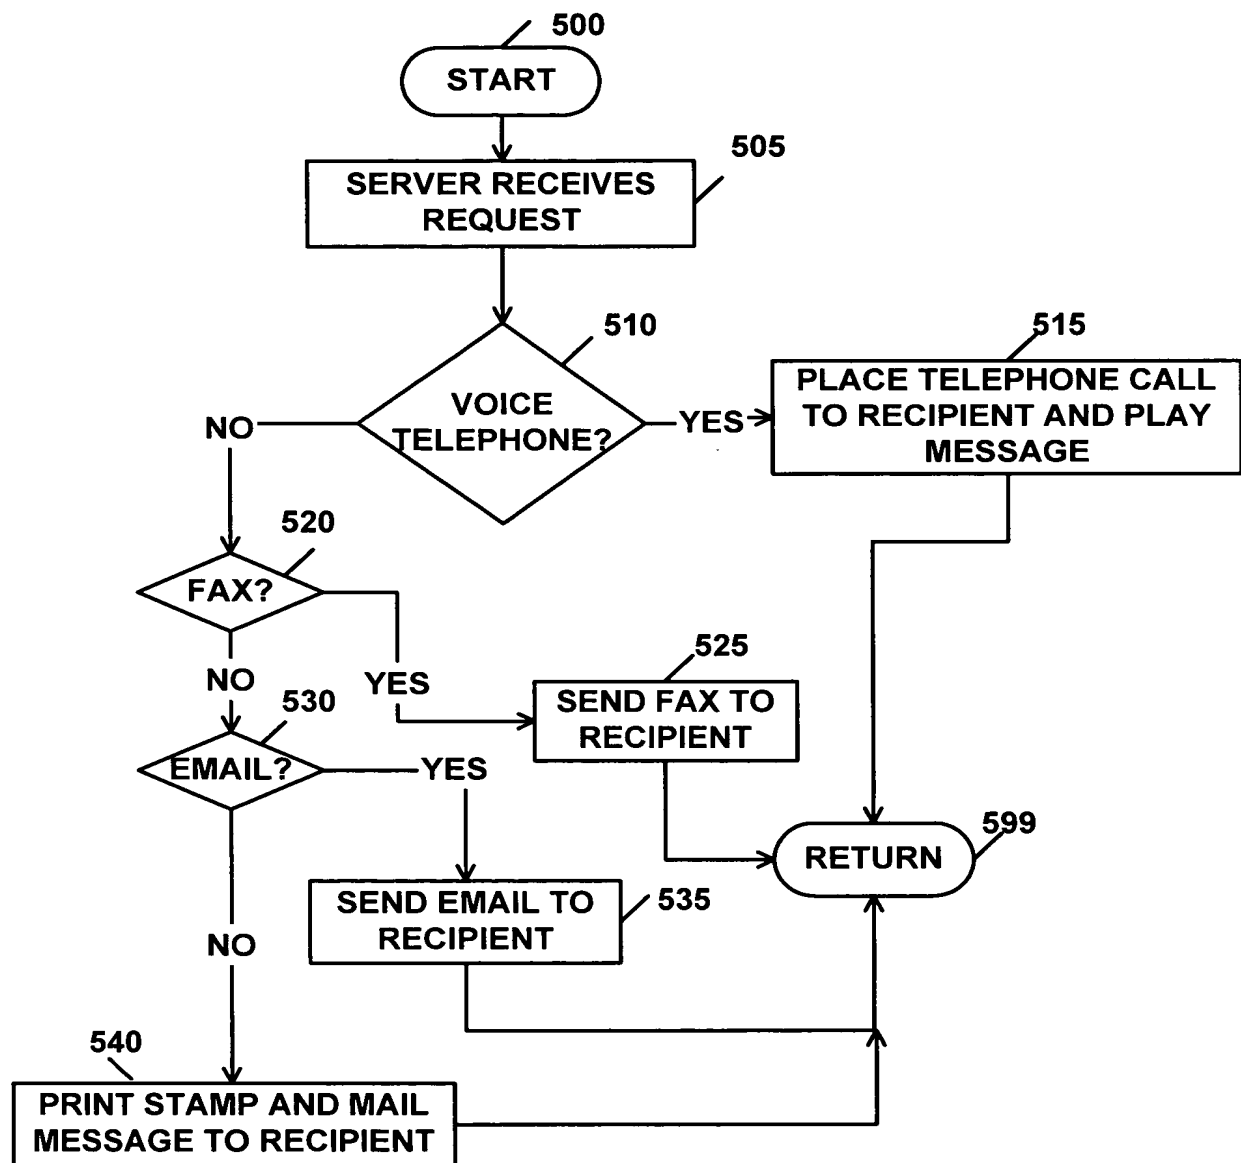 500
START
505
SERVER RECEIVES
REQUEST
510
VOICE
TELEPHONE?
NO
YES
515
PLACE TELEPHONE CALL
TO RECIPIENT AND PLAY
MESSAGE
520
FAX?
NO
YES
525
SEND FAX TO
RECIPIENT
530
EMAIL?
YES
NO
599
RETURN
535
SEND EMAIL TO
RECIPIENT
540
PRINT STAMP AND MAIL
MESSAGE TO RECIPIENT